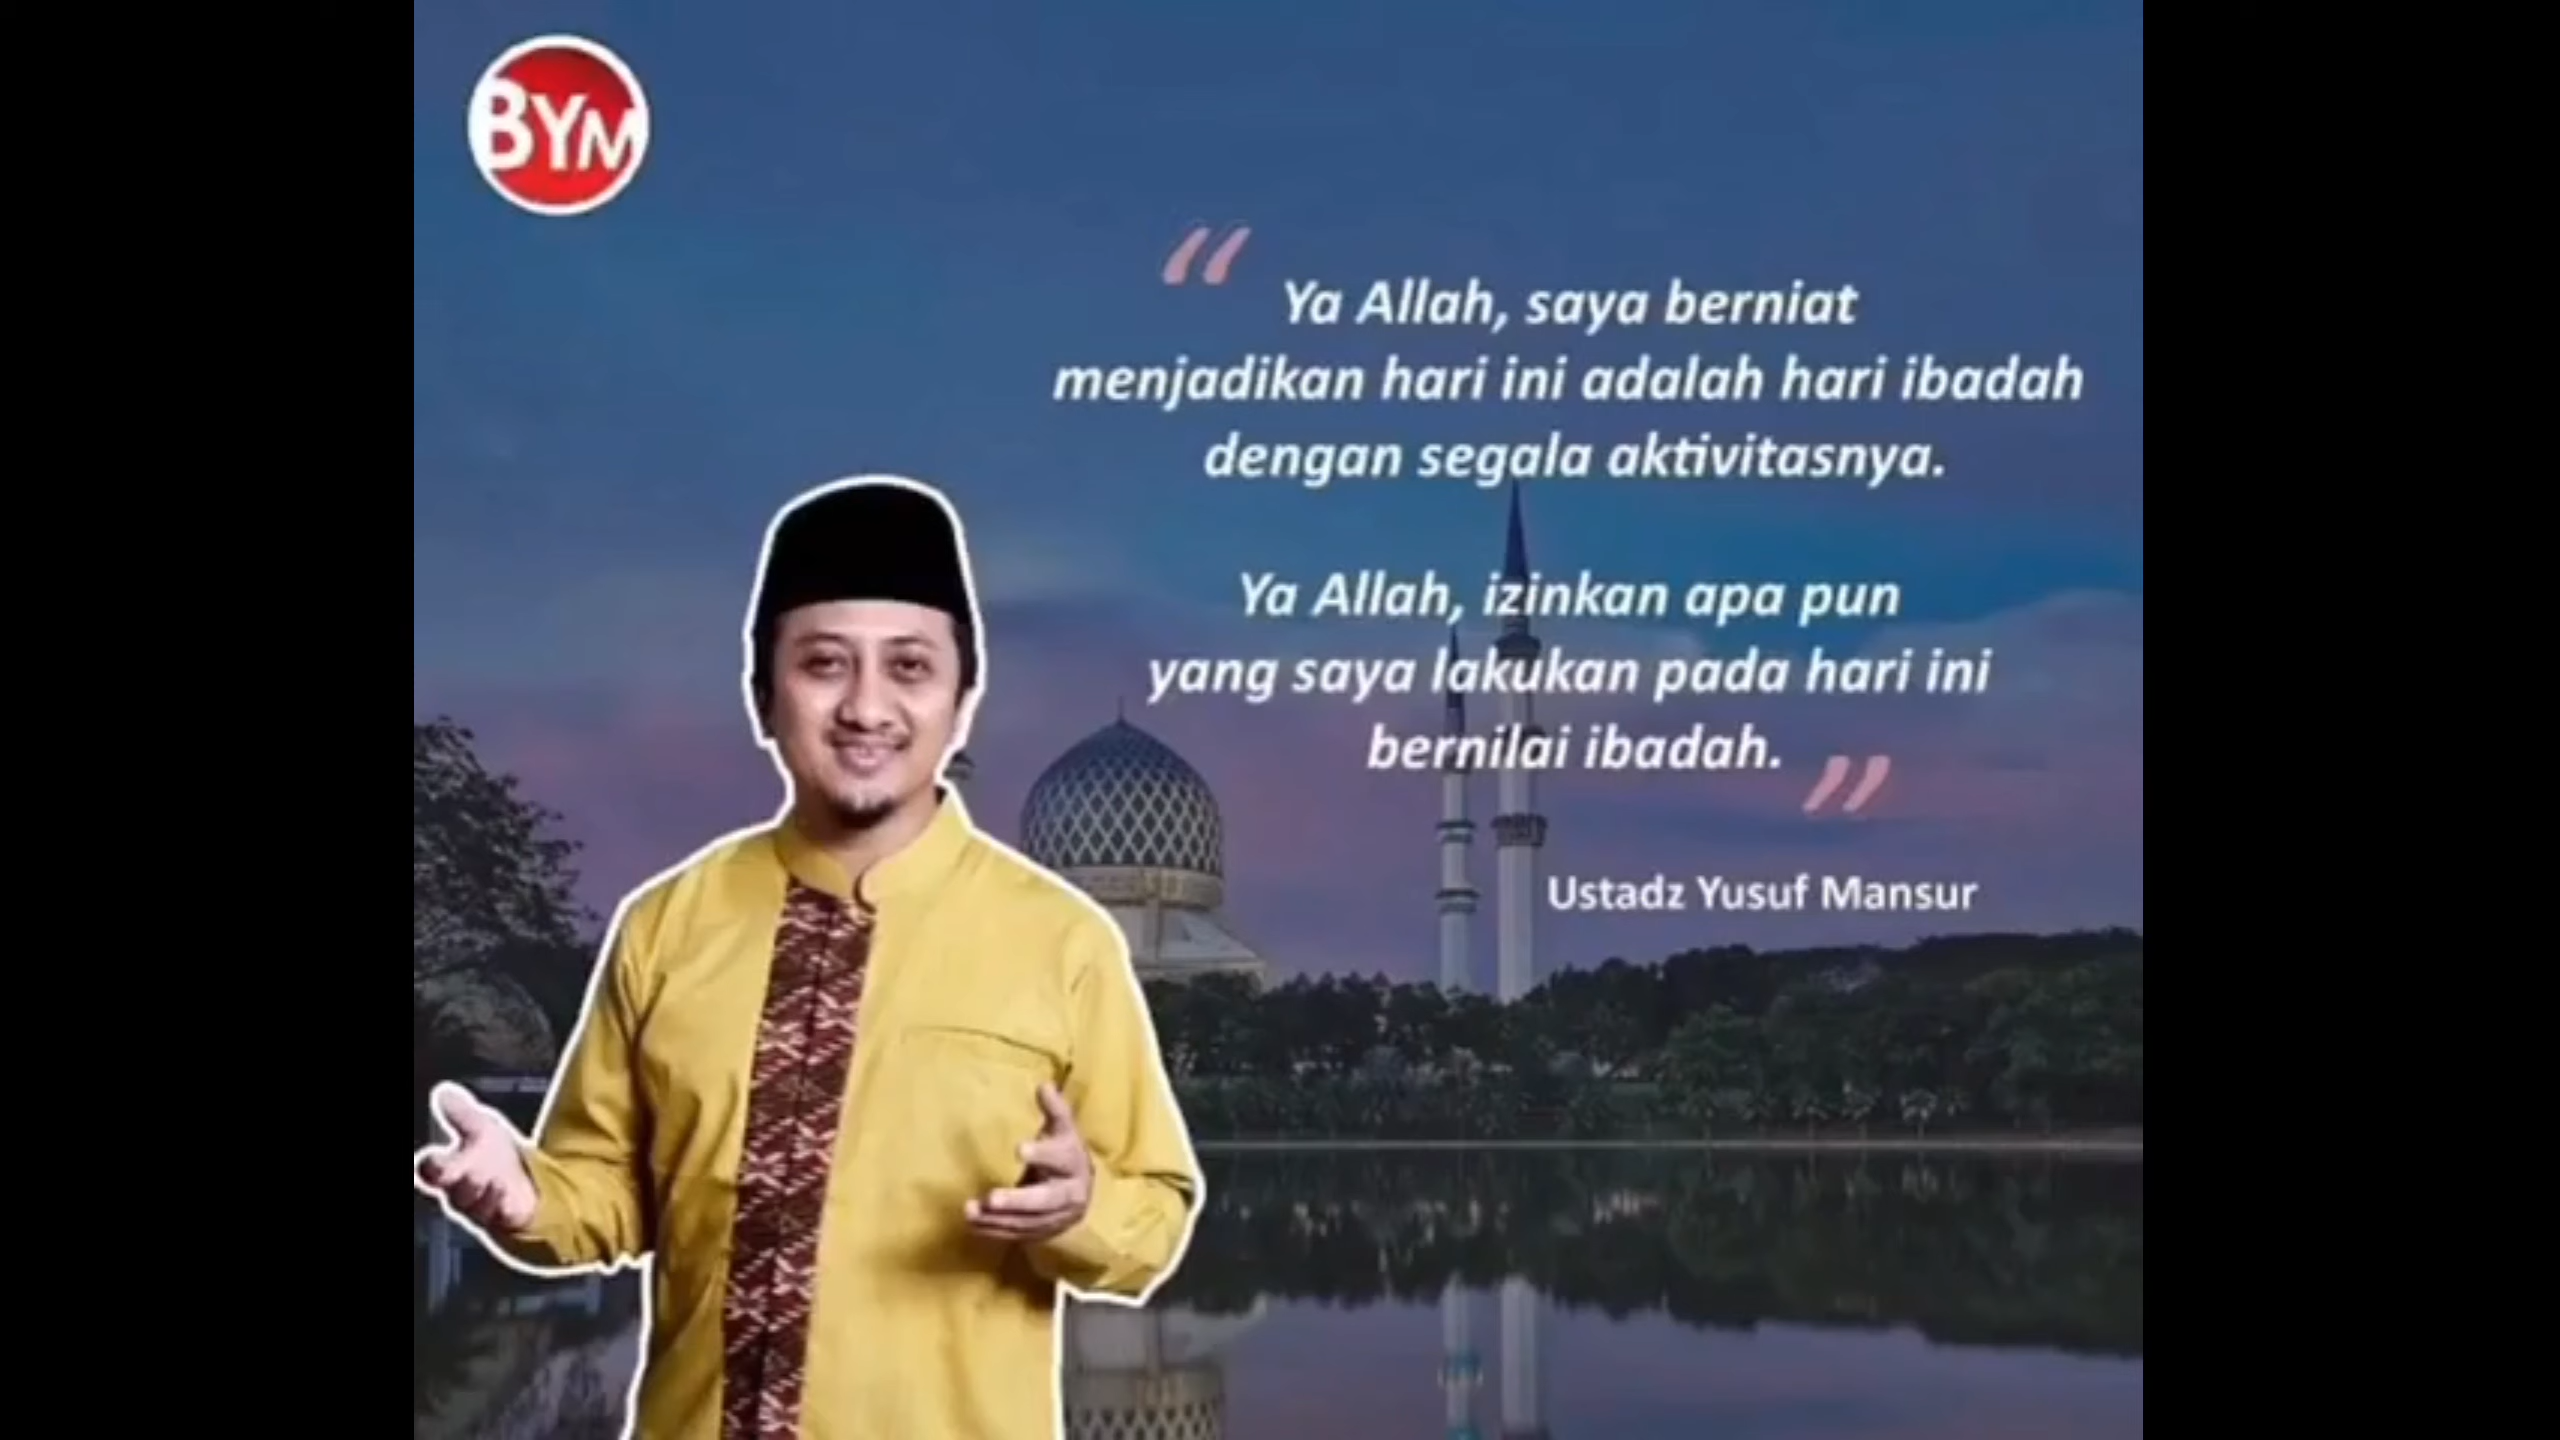 BYM
“
Ya Allah, saya berniat
menjadikan hari ini adalah hari ibadah
dengan segala aktivitasnya.
Ya Allah, izinkan apa pun
yang saya lakukan pada hari ini
bernilai ibadah.
”
Ustadz Yusuf Mansur